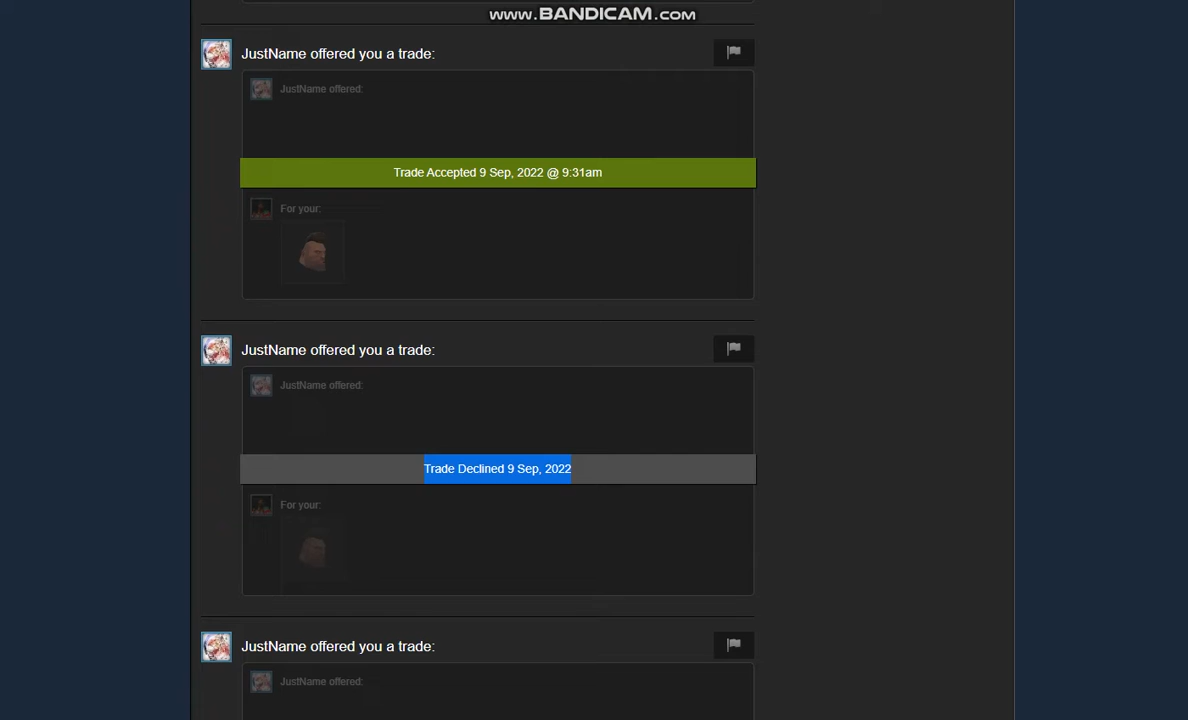 www.BANDICAM.com
JustName offered you a trade:
JustName offered:
Trade Accepted 9 Sep, 2022 @ 9:31am
For your:
JustName offered you a trade:
JustName offered:
Trade Declined 9 Sep, 2022
For your:
JustName offered you a trade:
JustName offered: